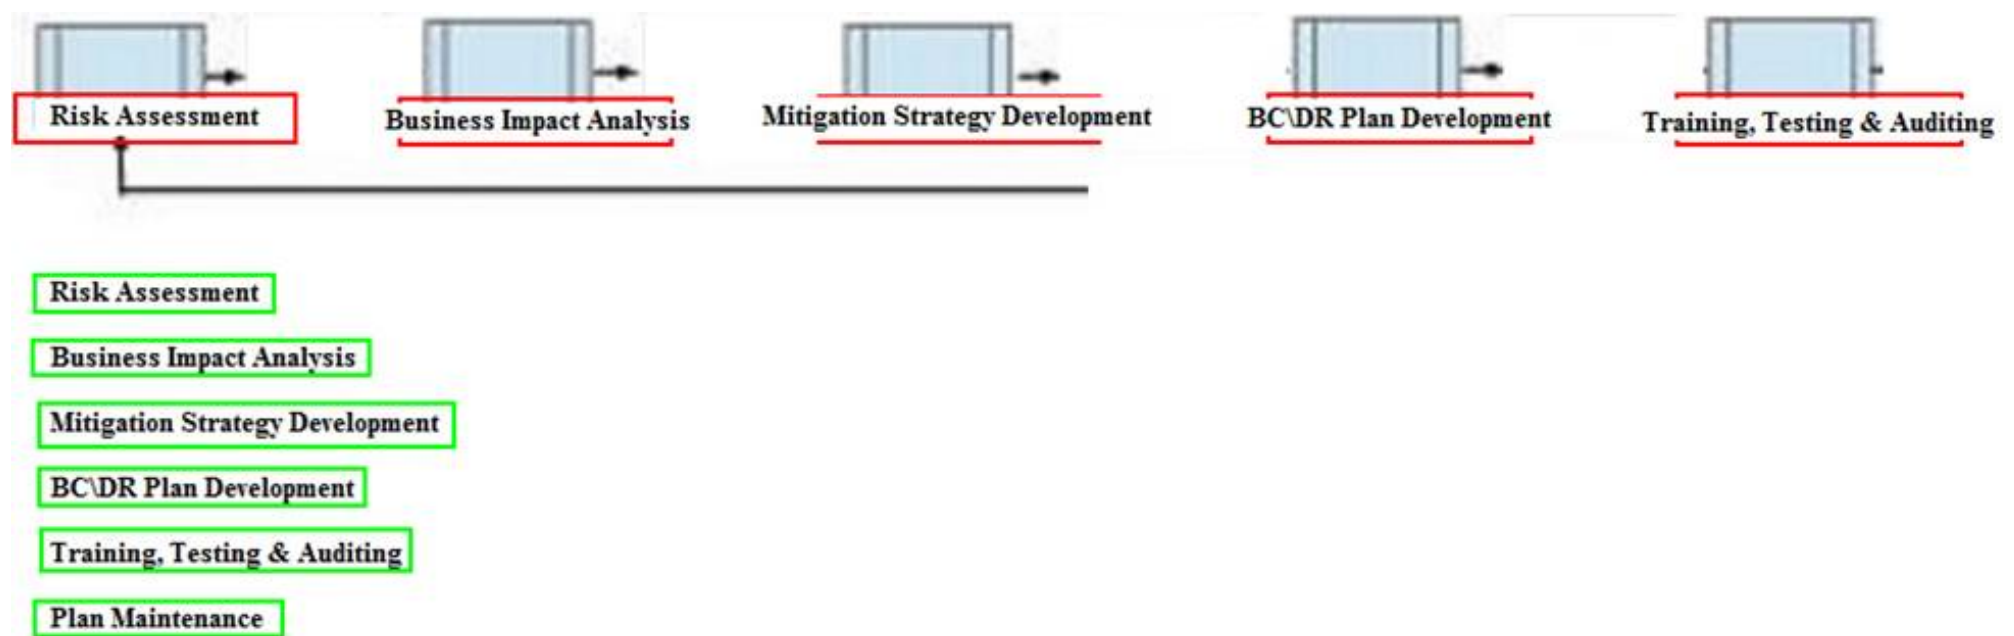 Risk Assessment
Business Impact Analysis
Mitigation Strategy Development
BC\DR Plan Development
Training, Testing & Auditing
Risk Assessment
Business Impact Analysis
Mitigation Strategy Development
BC\DR Plan Development
Training, Testing & Auditing
Plan Maintenance